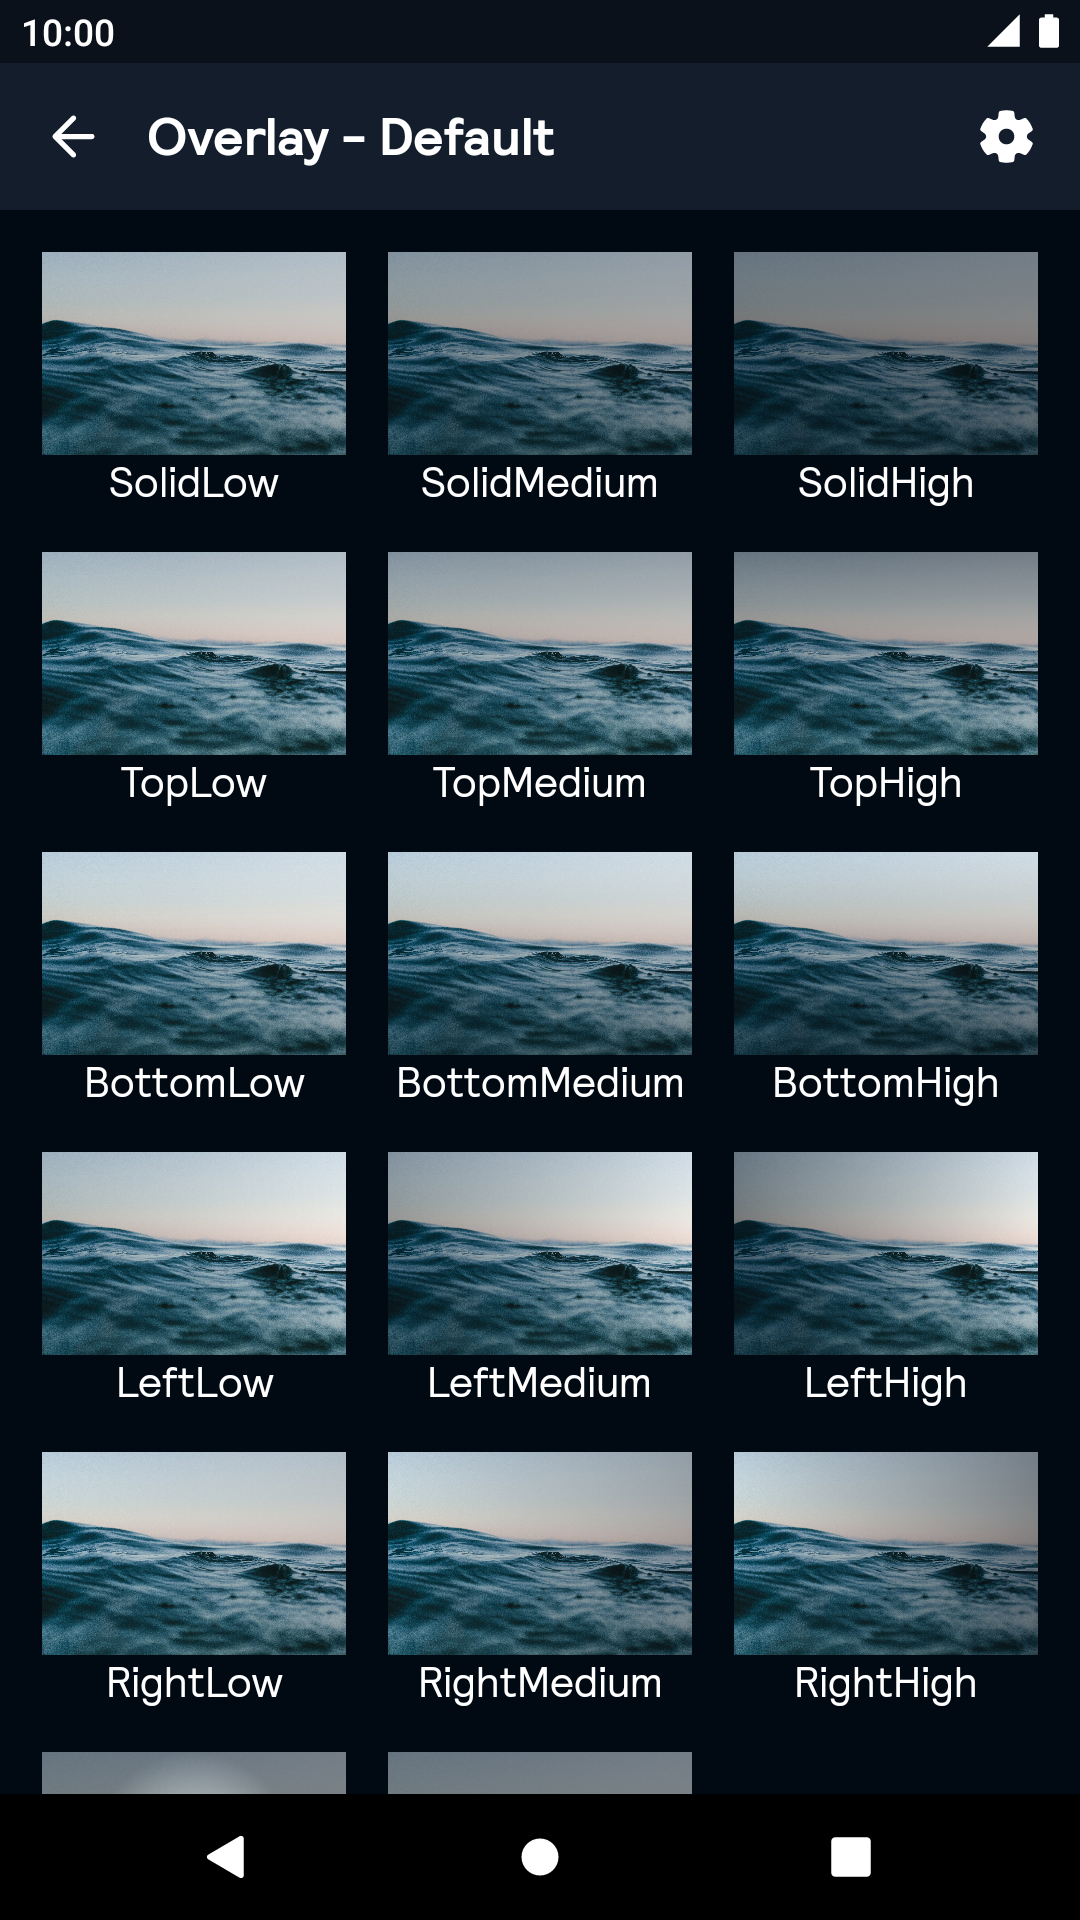 10:00
Overlay - Default
SolidLow SolidMedium SolidHigh
TopLow TopMedium TopHigh
BottomLow BottomMedium BottomHigh
LeftLow LeftMedium LeftHigh
RightLow RightMedium RightHigh